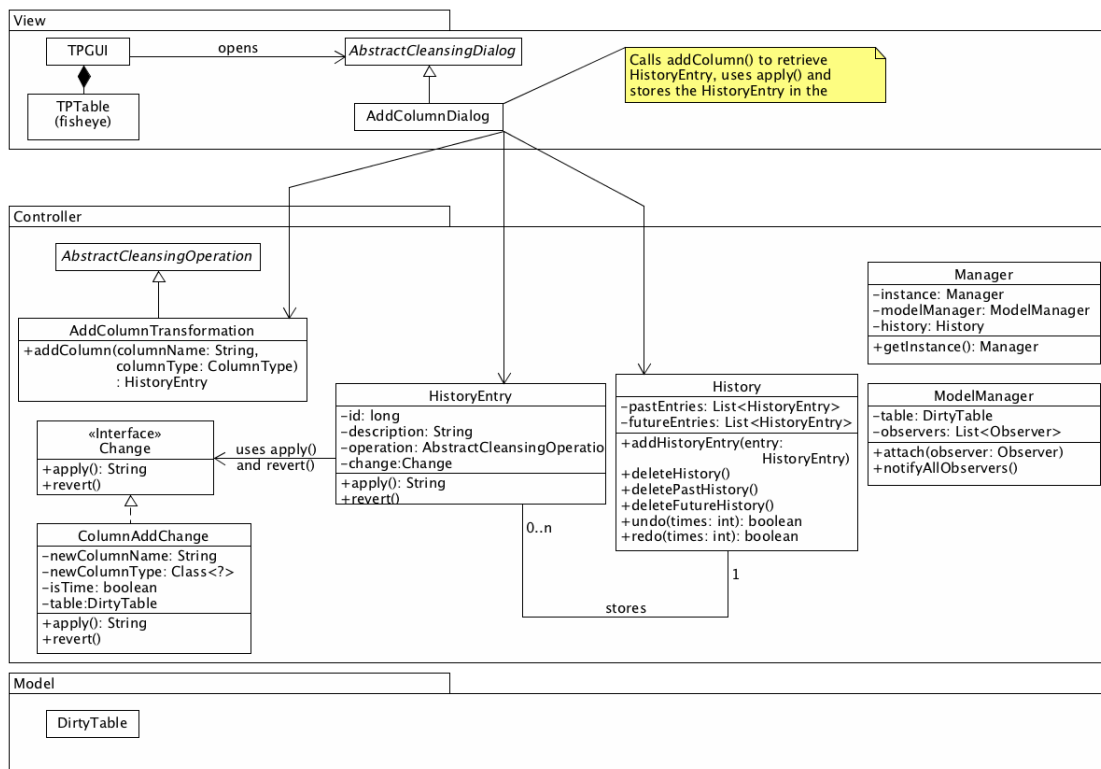 View
TPGUI
opens
AbstractCleansingDialog
TPTable
(fisheye)
AddColumnDialog
Calls addColumn() to retrieve
HistoryEntry, uses apply() and
stores the HistoryEntry in the
Controller
AbstractCleansingOperation
AddColumnTransformation
+addColumn(columnName: String,
columnType: ColumnType)
: HistoryEntry
«Interface»
Change
+apply(): String
+revert()
uses apply()
and revert()
ColumnAddChange
-newColumnName: String
-newColumnType: Class<?>
-isTime: boolean
-table:DirtyTable
+apply(): String
+revert()
HistoryEntry
-id: long
-description: String
-operation: AbstractCleansingOperatio
-change:Change
+apply(): String
+revert()
0..n
stores
1
History
-pastEntries: List<HistoryEntry>
-futureEntries: List<HistoryEntry>
+addHistoryEntry(entry:
HistoryEntry)
+deleteHistory()
+deletePastHistory()
+deleteFutureHistory()
+undo(times: int): boolean
+redo(times: int): boolean
Manager
-instance: Manager
-modelManager: ModelManager
-history: History
+getInstance(): Manager
ModelManager
-table: DirtyTable
-observers: List<Observer>
+attach(observer: Observer)
+notifyAllObservers()
Model
DirtyTable